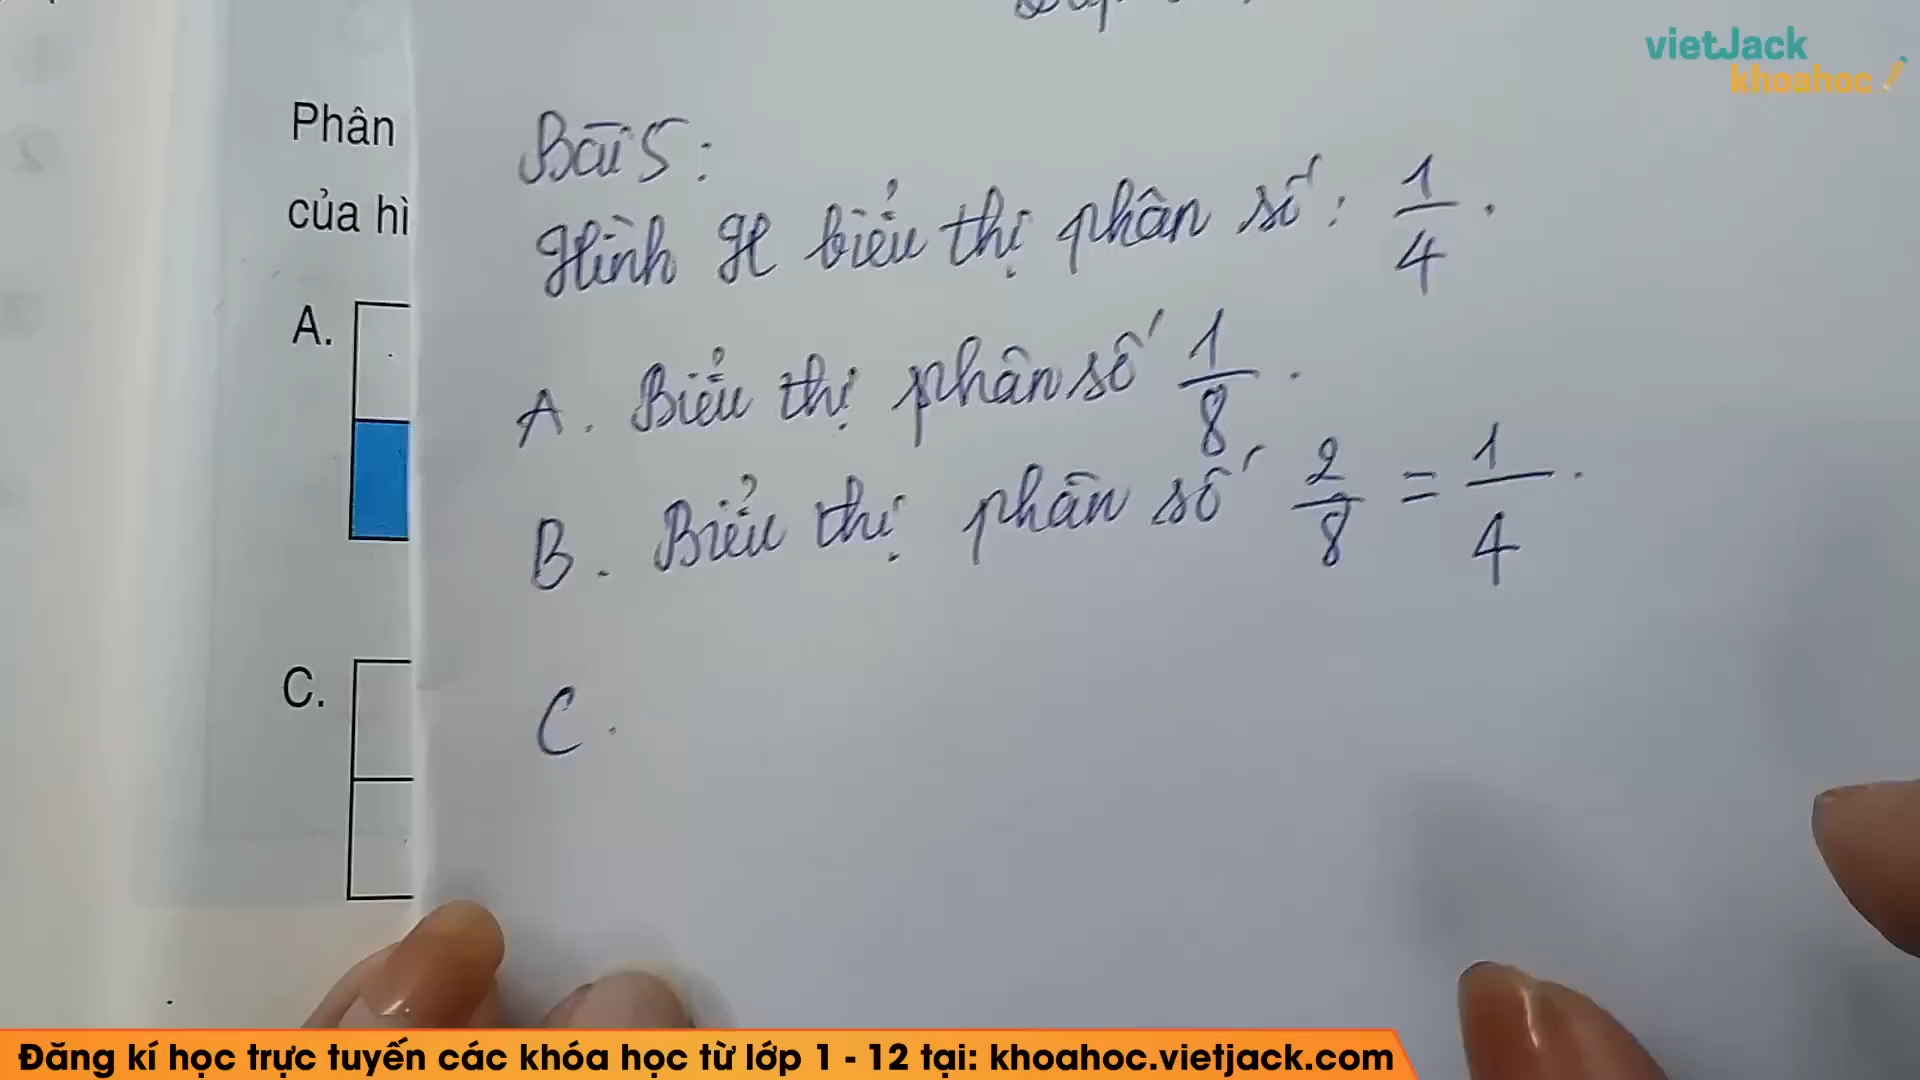 vietJack
khoahoc
Phân
của hì
A.
C.
Bài 5:
Hình H biểu thị phân số: 1/4.
A. Biểu thị phân số 1/8.
B. Biểu thị phân số 2/8 = 1/4.
C.
Đăng kí học trực tuyến các khóa học từ lớp 1 - 12 tại: khoahoc.vietjack.com